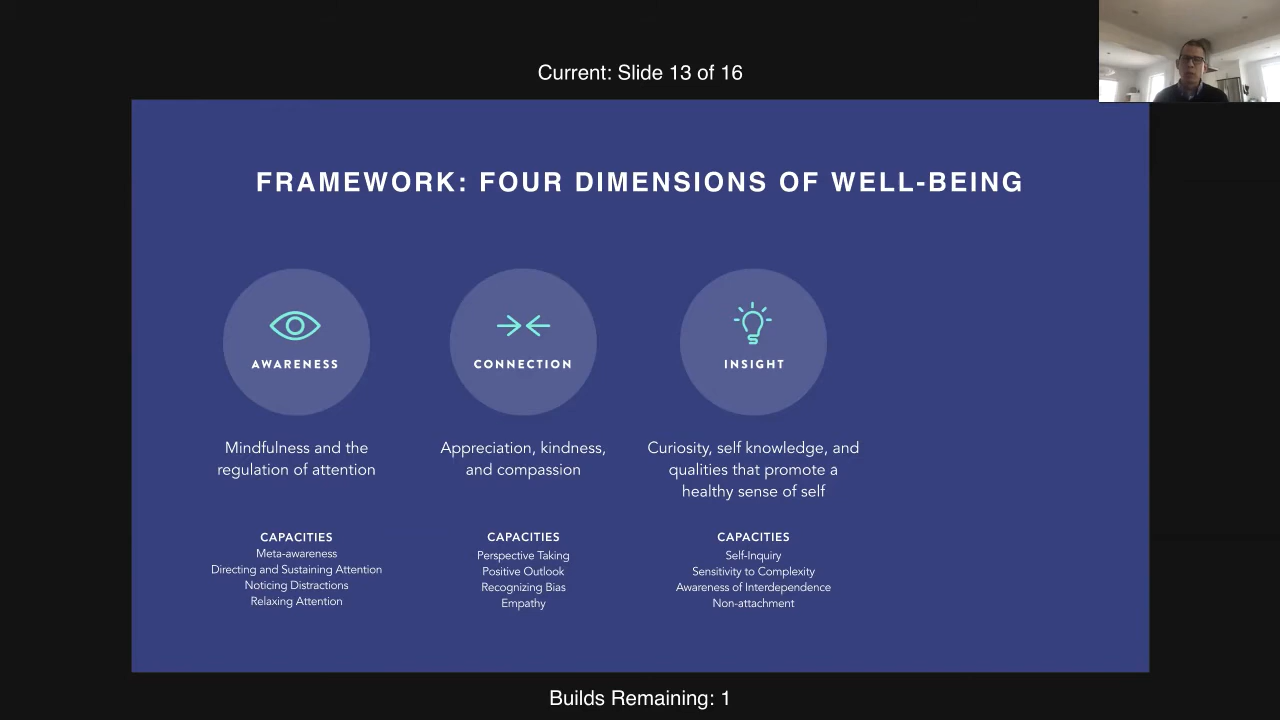 Current: Slide 13 of 16
FRAMEWORK: FOUR DIMENSIONS OF WELL-BEING
AWARENESS
Mindfulness and the
regulation of attention
CAPACITIES
Meta-awareness
Directing and Sustaining Attention
Noticing Distractions
Relaxing Attention
CONNECTION
Appreciation, kindness,
and compassion
CAPACITIES
Perspective Taking
Positive Outlook
Recognizing Bias
Empathy
INSIGHT
Curiosity, self knowledge, and
qualities that promote a
healthy sense of self
CAPACITIES
Self-Inquiry
Sensitivity to Complexity
Awareness of Interdependence
Non-attachment
Builds Remaining: 1